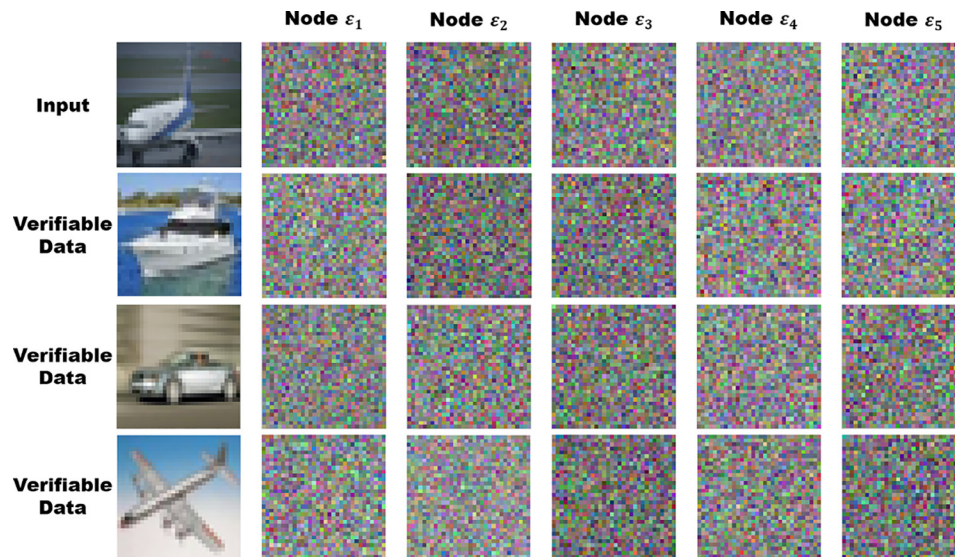 Node ε₁ Node ε₂ Node ε₃ Node ε₄ Node ε₅
Input
Verifiable
Data
Verifiable
Data
Verifiable
Data